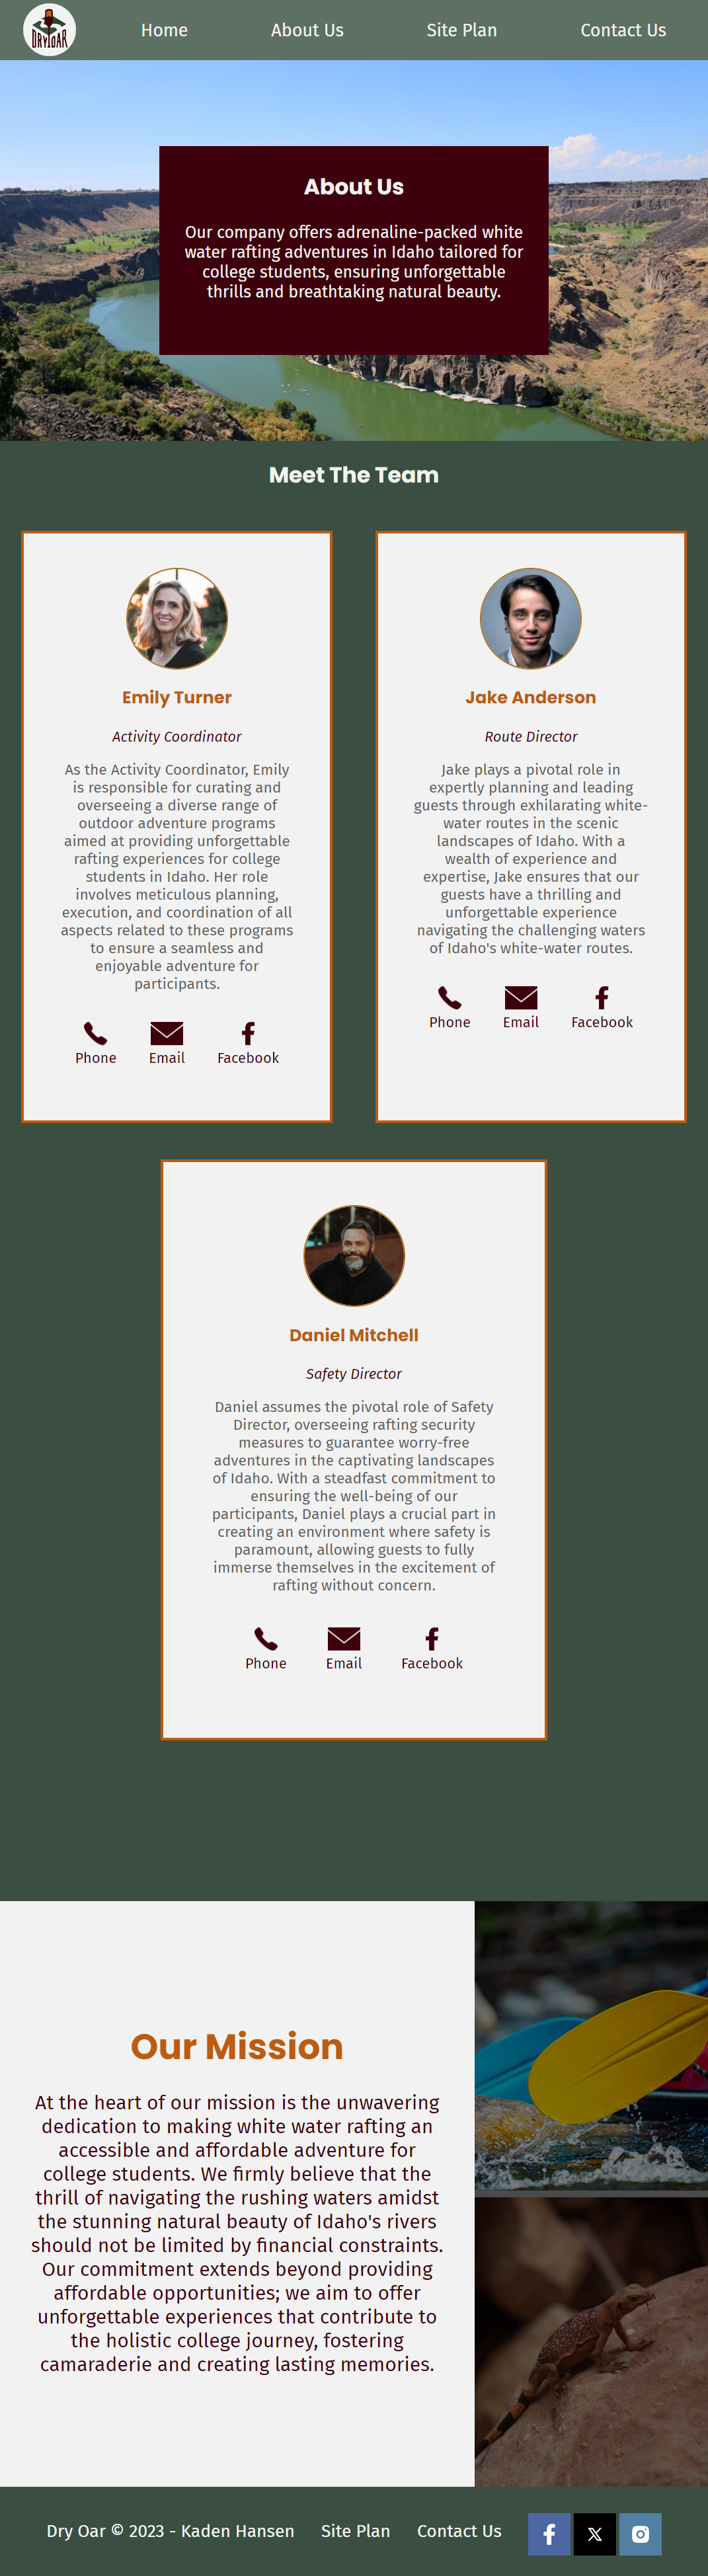 DRY OAR
Home
About Us
Site Plan
Contact Us
About Us
Our company offers adrenaline-packed white
water rafting adventures in Idaho tailored for
college students, ensuring unforgettable
thrills and breathtaking natural beauty.
Meet The Team
Emily Turner
Activity Coordinator
As the Activity Coordinator, Emily
is responsible for curating and
overseeing a diverse range of
outdoor adventure programs
aimed at providing unforgettable
rafting experiences for college
students in Idaho. Her role
involves meticulous planning,
execution, and coordination of all
aspects related to these programs
to ensure a seamless and
enjoyable adventure for
participants.
Phone
Email
Facebook
Jake Anderson
Route Director
Jake plays a pivotal role in
expertly planning and leading
guests through exhilarating white-
water routes in the scenic
landscapes of Idaho. With a
wealth of experience and
expertise, Jake ensures that our
guests have a thrilling and
unforgettable experience
navigating the challenging waters
of Idaho's white-water routes.
Phone
Email
Facebook
Daniel Mitchell
Safety Director
Daniel assumes the pivotal role of Safety
Director, overseeing rafting security
measures to guarantee worry-free
adventures in the captivating landscapes
of Idaho. With a steadfast commitment to
ensuring the well-being of our
participants, Daniel plays a crucial part in
creating an environment where safety is
paramount, allowing guests to fully
immerse themselves in the excitement of
rafting without concern.
Phone
Email
Facebook
Our Mission
At the heart of our mission is the unwavering
dedication to making white water rafting an
accessible and affordable adventure for
college students. We firmly believe that the
thrill of navigating the rushing waters amidst
the stunning natural beauty of Idaho's rivers
should not be limited by financial constraints.
Our commitment extends beyond providing
affordable opportunities; we aim to offer
unforgettable experiences that contribute to
the holistic college journey, fostering
camaraderie and creating lasting memories.
Dry Oar © 2023 - Kaden Hansen
Site Plan
Contact Us